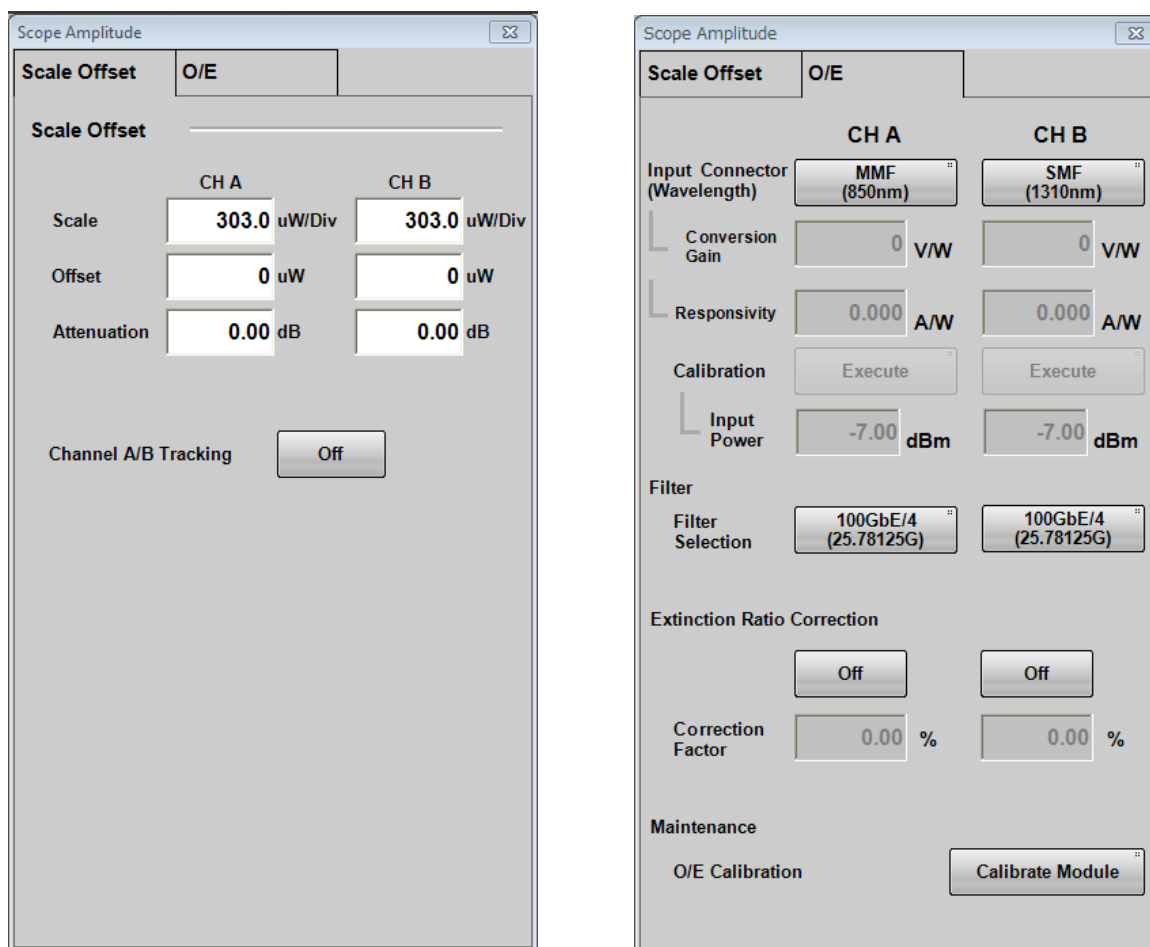 Scope Amplitude
Scale Offset O/E
Scale Offset
CH A CH B
Scale 303.0 uW/Div 303.0 uW/Div
Offset 0 uW 0 uW
Attenuation 0.00 dB 0.00 dB
Channel A/B Tracking Off
Scope Amplitude
Scale Offset O/E
CH A CH B
Input Connector MMF SMF
(Wavelength) (850nm) (1310nm)
Conversion
Gain 0 V/W 0 V/W
Responsivity 0.000 A/W 0.000 A/W
Calibration Execute Execute
Input
Power -7.00 dBm -7.00 dBm
Filter
Filter 100GbE/4 100GbE/4
Selection (25.78125G) (25.78125G)
Extinction Ratio Correction
Off Off
Correction
Factor 0.00 % 0.00 %
Maintenance
O/E Calibration Calibrate Module